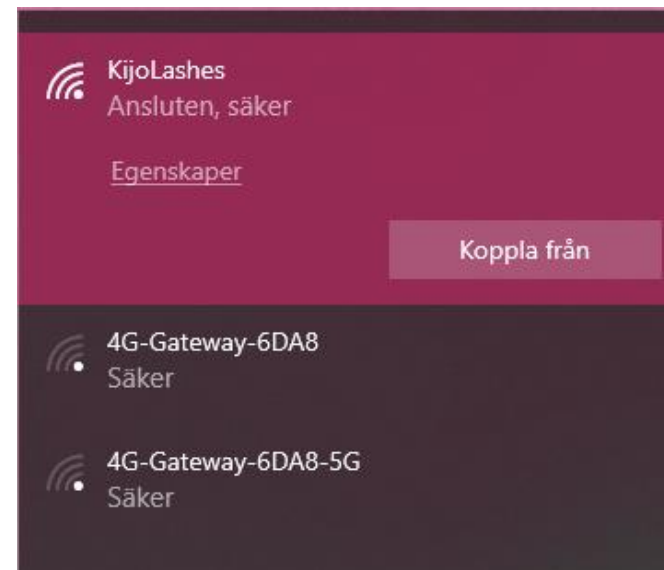 KijoLashes
Ansluten, säker
Egenskaper
Koppla från
4G-Gateway-6DA8
Säker
4G-Gateway-6DA8-5G
Säker